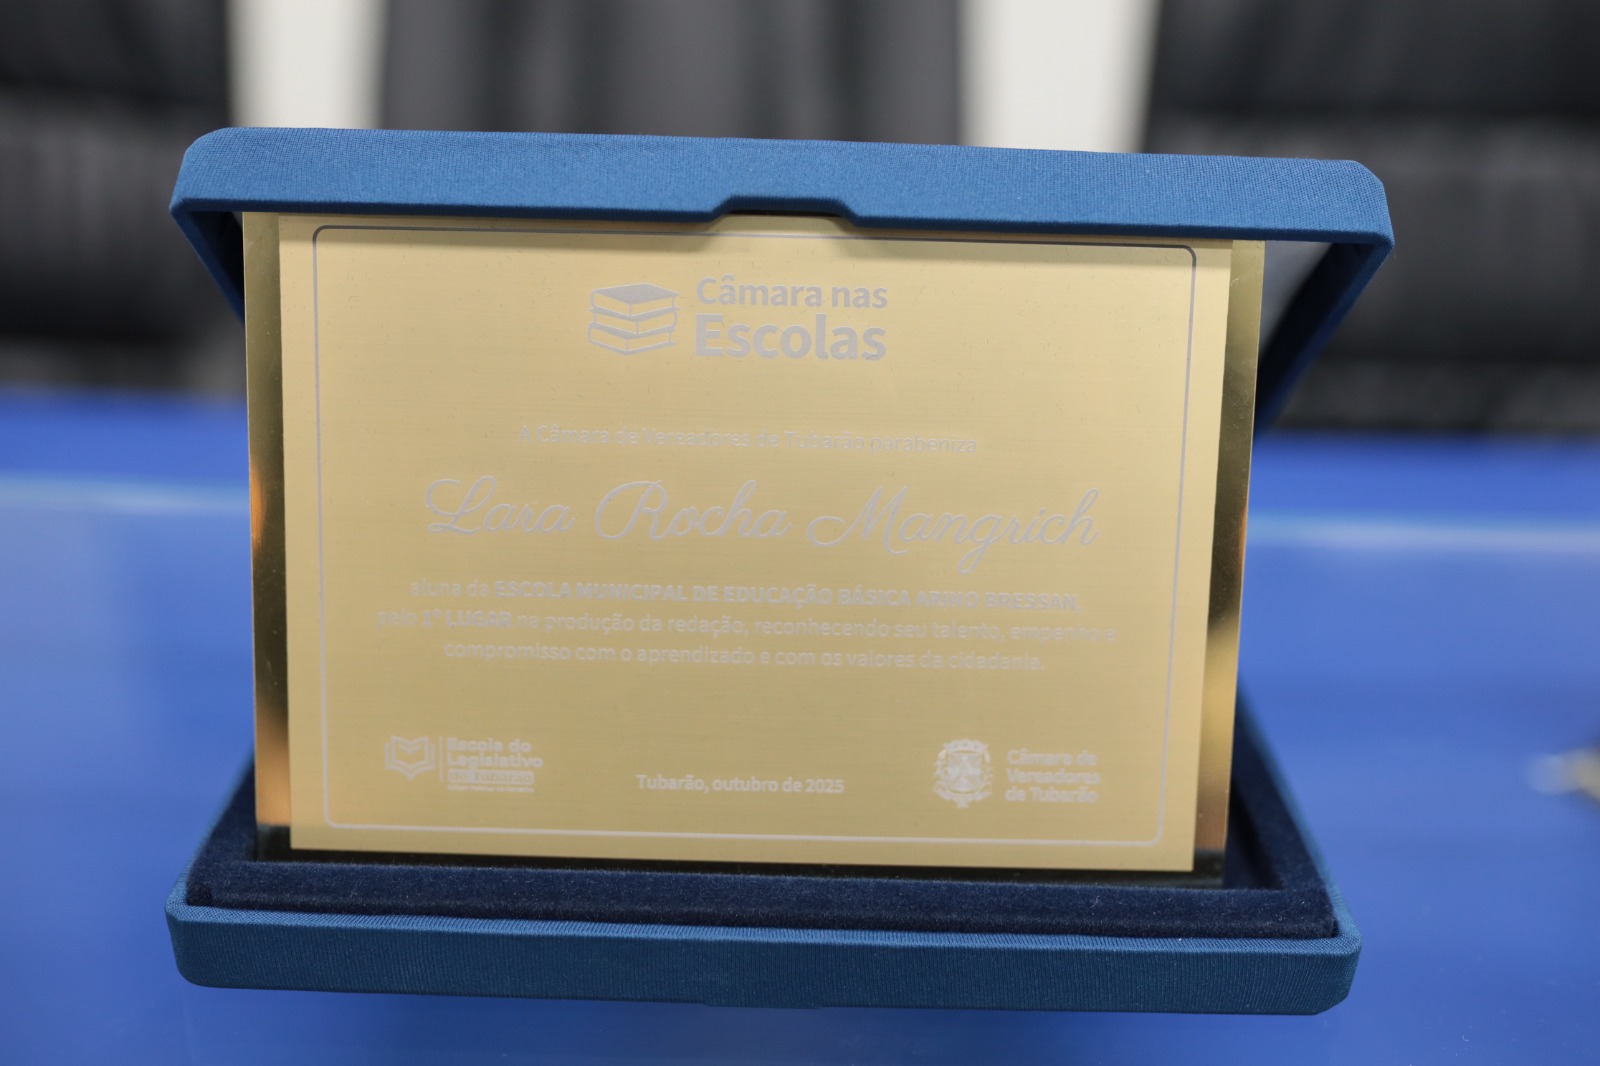 Câmara nas
Escolas
A Câmara de Vereadores de Tubarão parabeniza
Lara Rocha Mangrich
aluna da ESCOLA MUNICIPAL DE EDUCAÇÃO BÁSICA ARINO BRESSAN,
pelo 1º LUGAR na produção da redação, reconhecendo seu talento, empenho e
compromisso com o aprendizado e com os valores da cidadania.
Escola do
Legislativo
de Tubarão
Tubarão, outubro de 2025
Câmara de
Vereadores
de Tubarão